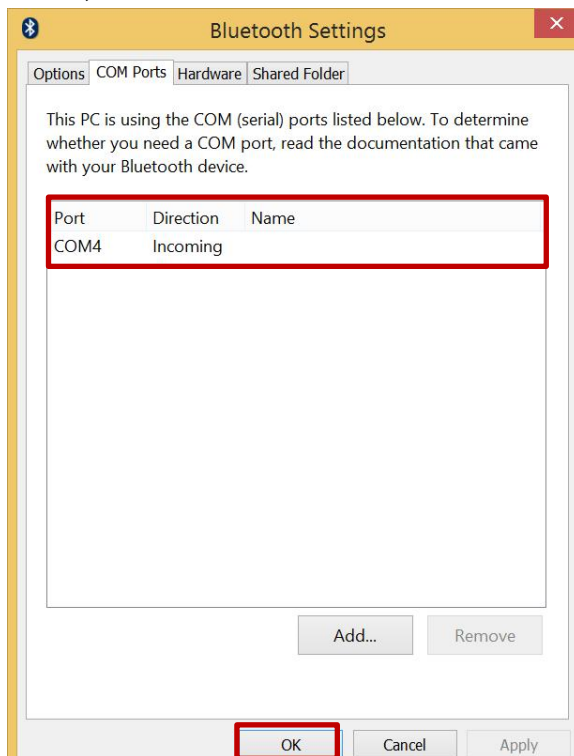 Bluetooth Settings
Options COM Ports Hardware Shared Folder
This PC is using the COM (serial) ports listed below. To determine
whether you need a COM port, read the documentation that came
with your Bluetooth device.
Port Direction Name
COM4 Incoming
Add... Remove
OK Cancel Apply